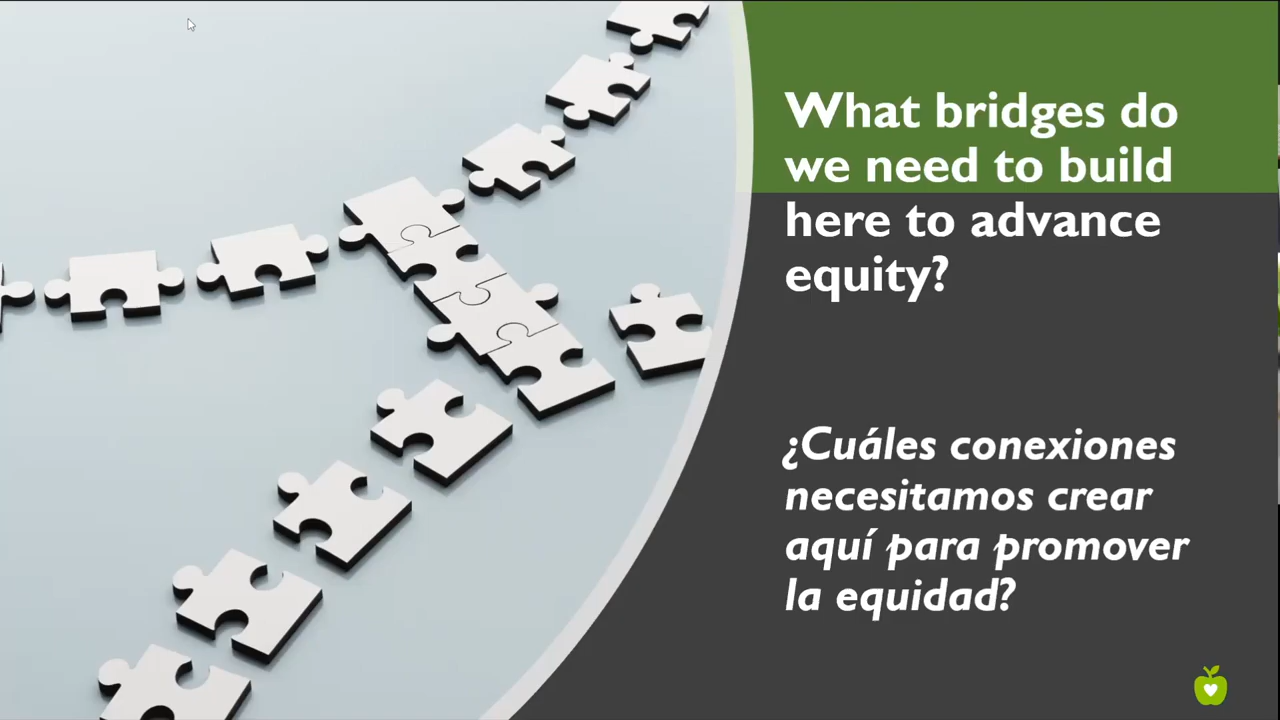 What bridges do
we need to build
here to advance
equity?
¿Cuáles conexiones
necesitamos crear
aquí para promover
la equidad?